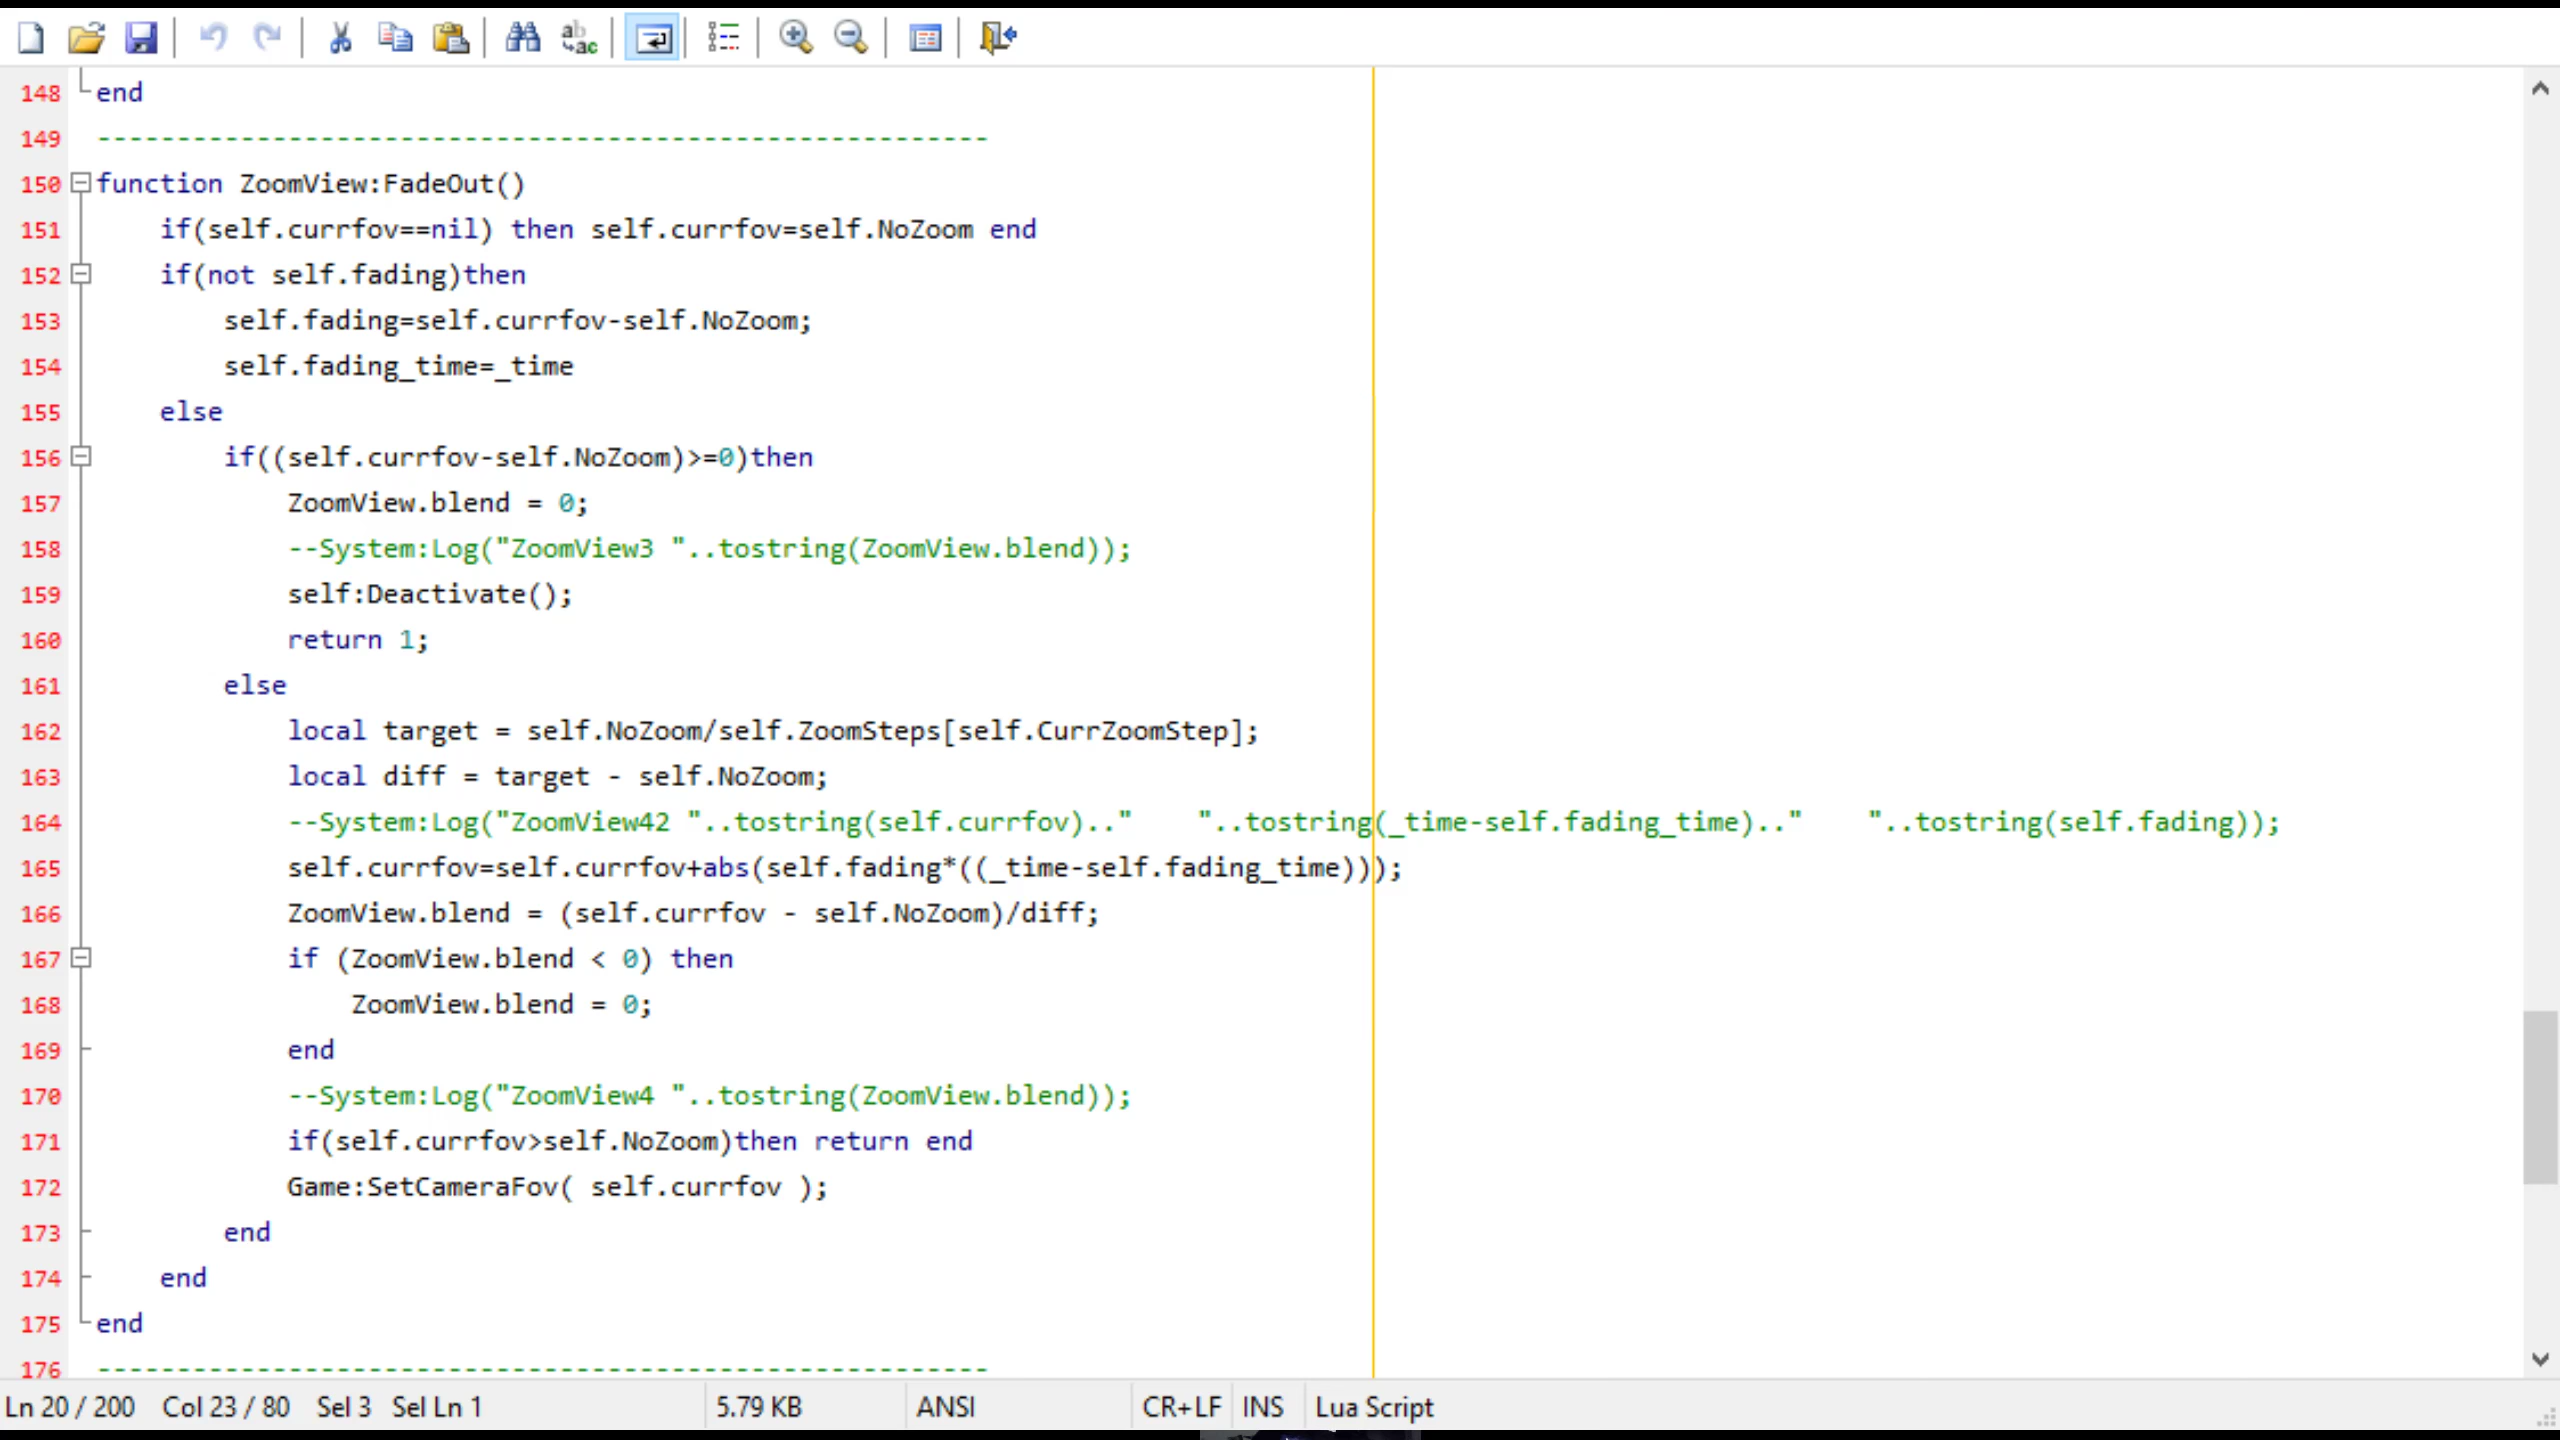 ab
ac
148 end
149 --------------------------------------------------------
150 function ZoomView:FadeOut()
151 if(self.currfov==nil) then self.currfov=self.NoZoom end
152 if(not self.fading)then
153 self.fading=self.currfov-self.NoZoom;
154 self.fading_time=_time
155 else
156 if((self.currfov-self.NoZoom)>=0)then
157 ZoomView.blend = 0;
158 --System:Log("ZoomView3 "..tostring(ZoomView.blend));
159 self:Deactivate();
160 return 1;
161 else
162 local target = self.NoZoom/self.ZoomSteps[self.CurrZoomStep];
163 local diff = target - self.NoZoom;
164 --System:Log("ZoomView42 "..tostring(self.currfov).."    "..tostring(_time-self.fading_time).."    "..tostring(self.fading));
165 self.currfov=self.currfov+abs(self.fading*((_time-self.fading_time)));
166 ZoomView.blend = (self.currfov - self.NoZoom)/diff;
167 if (ZoomView.blend < 0) then
168 ZoomView.blend = 0;
169 end
170 --System:Log("ZoomView4 "..tostring(ZoomView.blend));
171 if(self.currfov>self.NoZoom)then return end
172 Game:SetCameraFov( self.currfov );
173 end
174 end
175 end
176 --------------------------------------------------------
Ln 20 / 200 Col 23 / 80 Sel 3 Sel Ln 1 5.79 KB ANSI CR+LF INS Lua Script